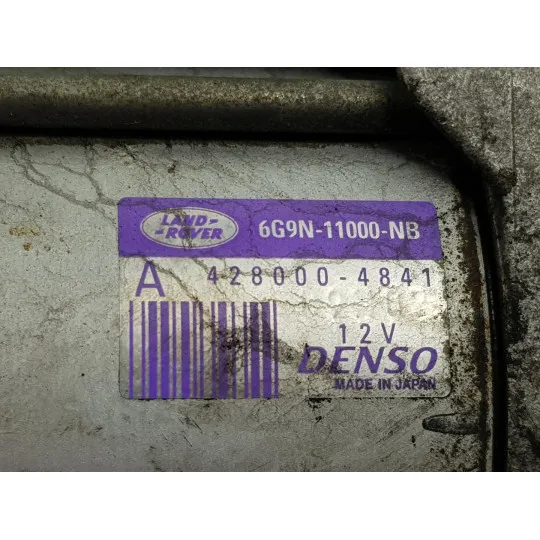 LAND-
ROVER
6G9N-11000-NB
A 428000-4841
12V
DENSO
MADE IN JAPAN